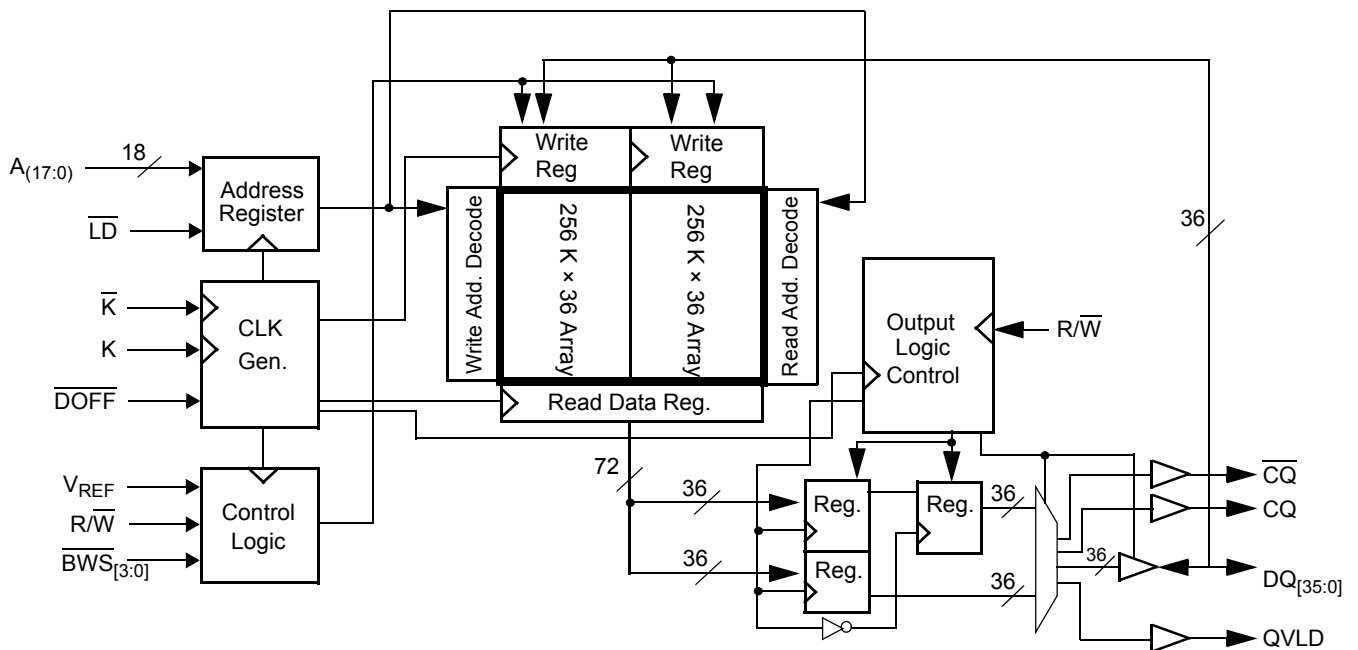 A(17:0)
18
LD
Address
Register
K
K
DOFF
CLK
Gen.
VREF
R/W
BWS[3:0]
Control
Logic
Write
Reg
Write
Reg
Write Add. Decode
256 K × 36 Array
256 K × 36 Array
Read Add. Decode
Read Data Reg.
36
Output
Logic
Control
R/W
72
36
36
Reg.
Reg.
Reg.
36
36
36
CQ
CQ
DQ[35:0]
QVLD